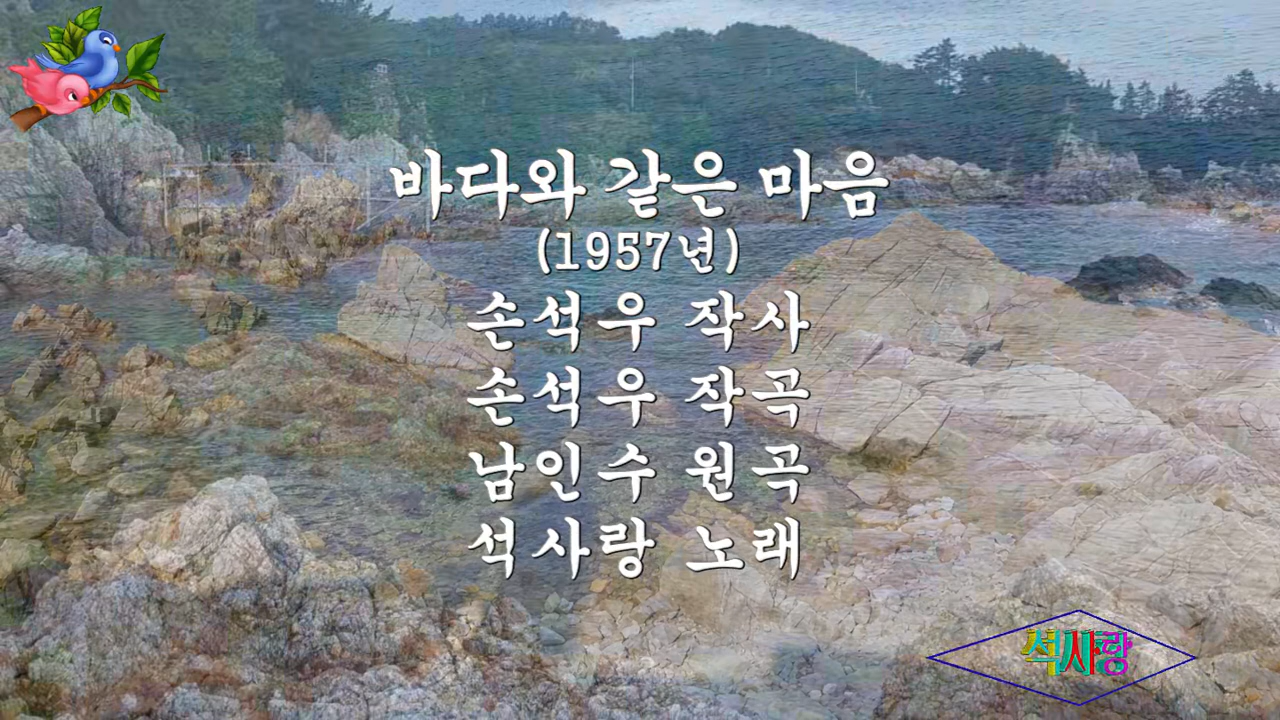 바다와 같은 마음
(1957년)
손석우 작사
손석우 작곡
남인수 원곡
석사랑 노래
석사랑